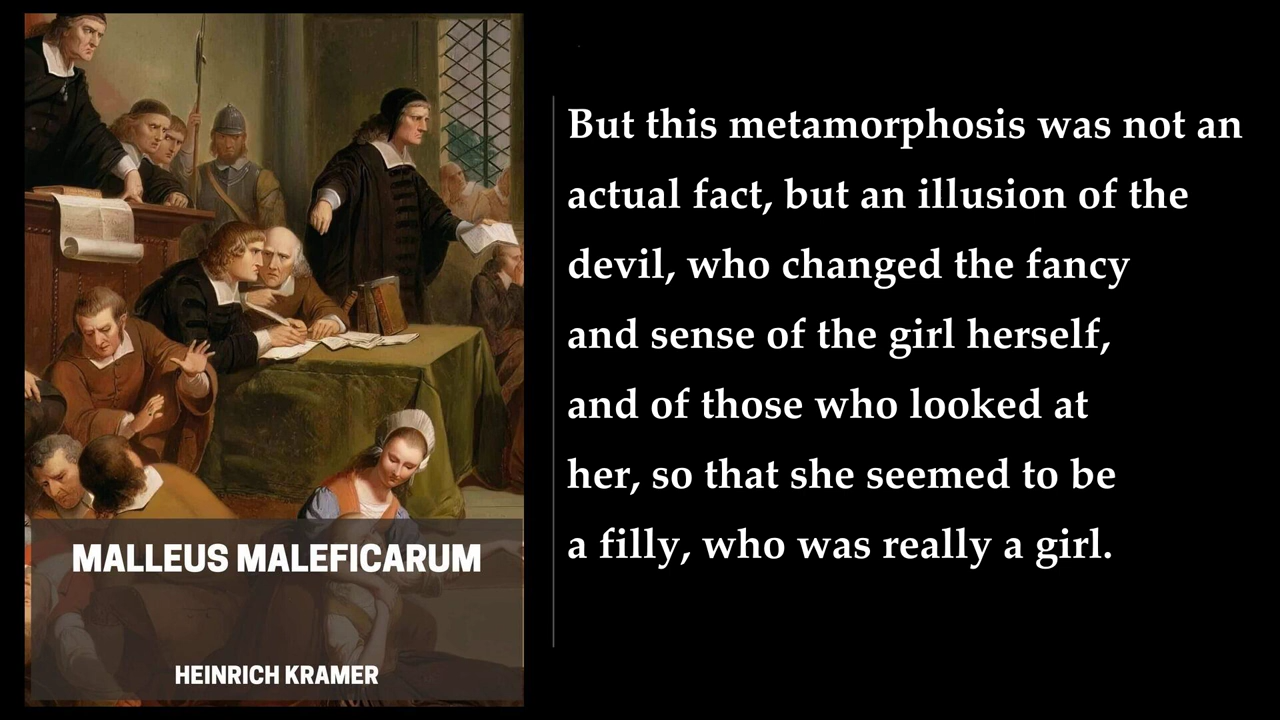 MALLEUS MALEFICARUM
HEINRICH KRAMER
But this metamorphosis was not an
actual fact, but an illusion of the
devil, who changed the fancy
and sense of the girl herself,
and of those who looked at
her, so that she seemed to be
a filly, who was really a girl.